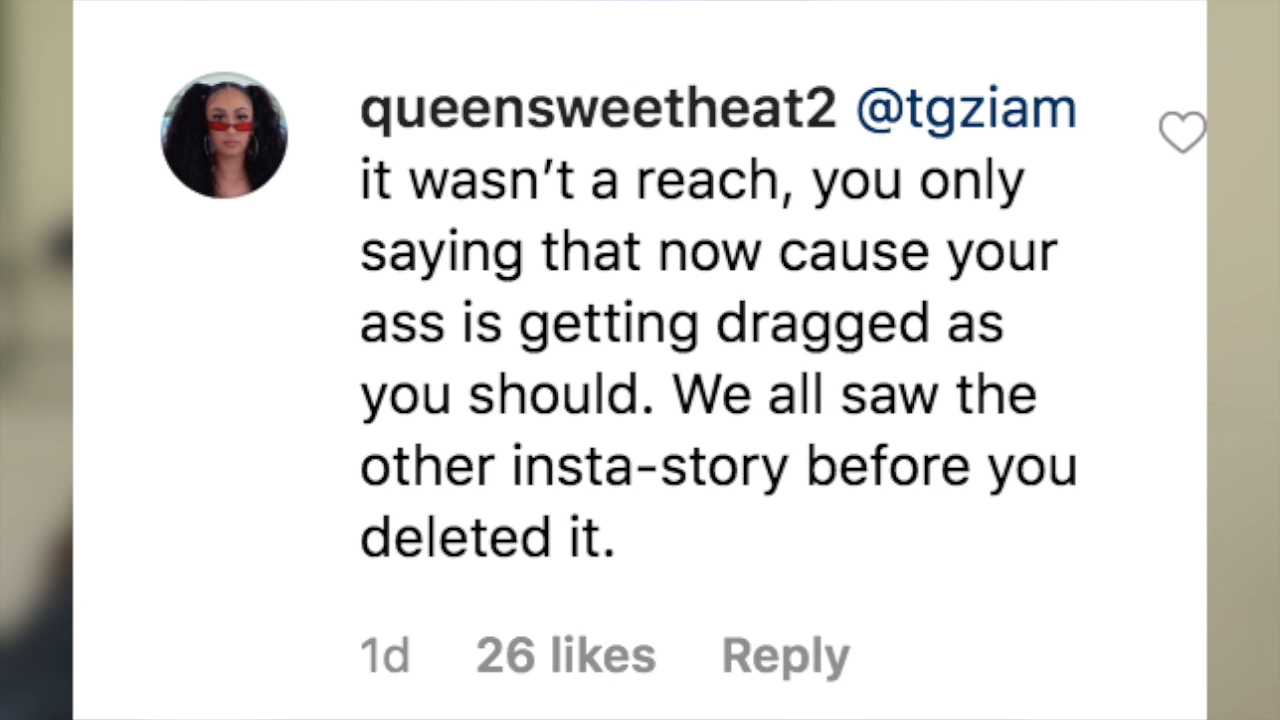 queensweetheat2 @tgziam
it wasn’t a reach, you only
saying that now cause your
ass is getting dragged as
you should. We all saw the
other insta-story before you
deleted it.
1d 26 likes Reply